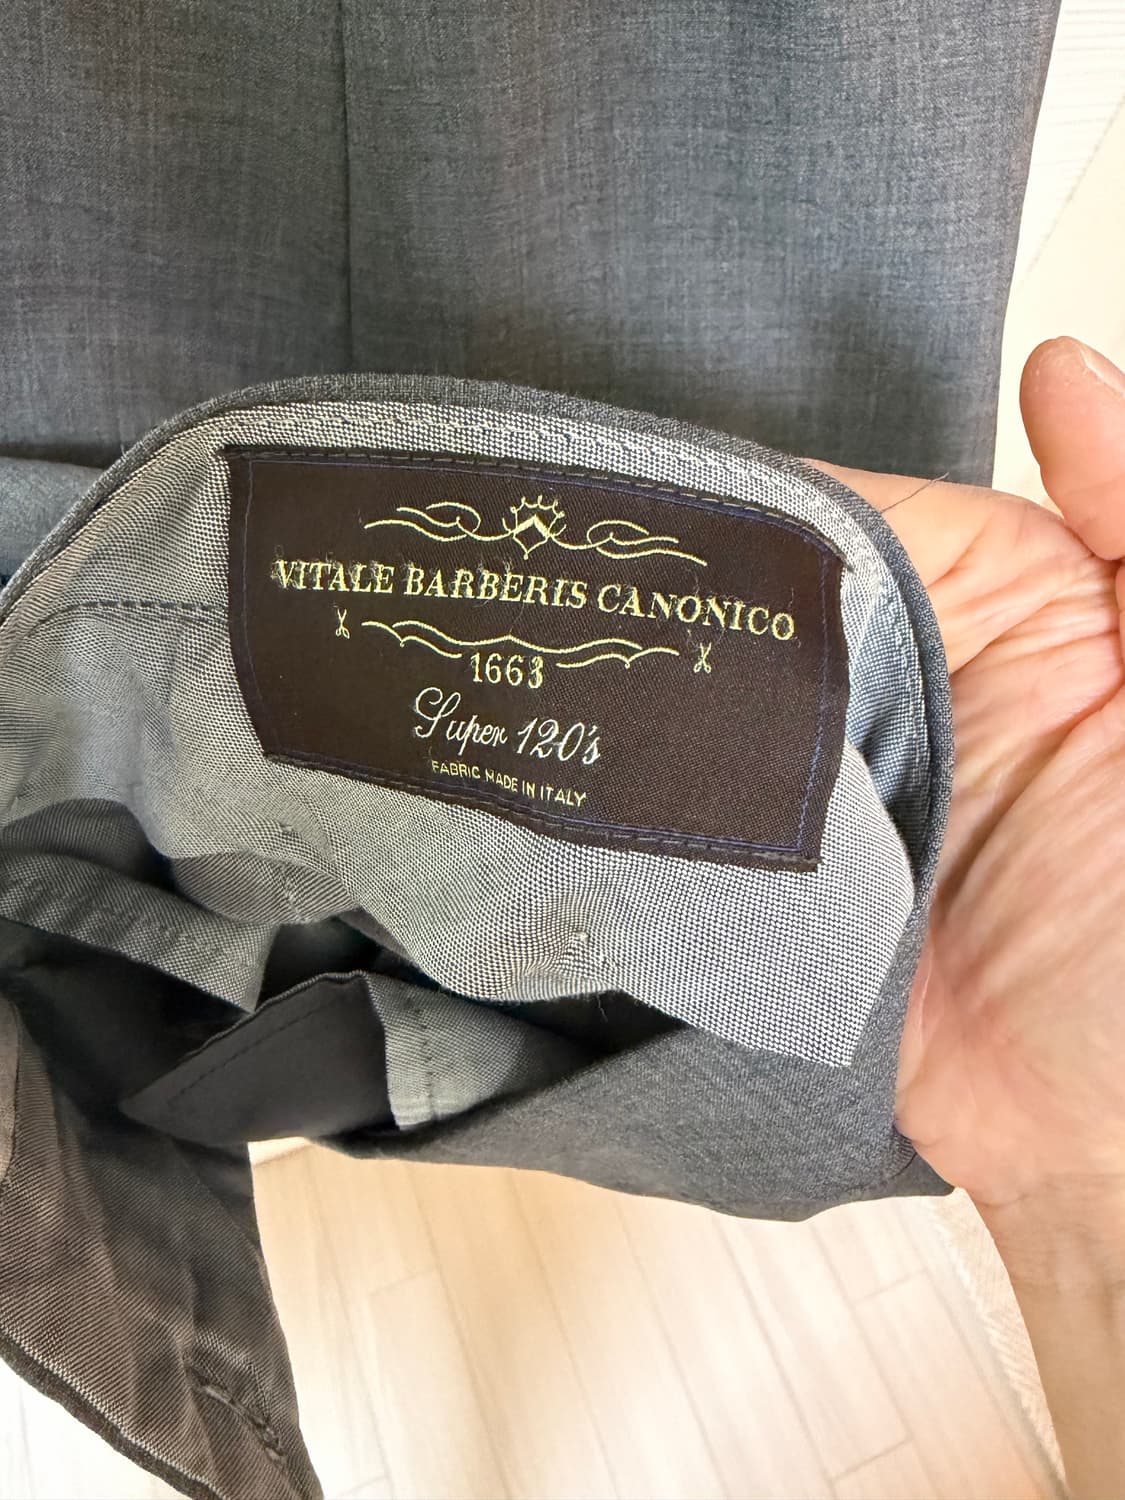 VITALE BARBERIS CANONICO
1663
Super 120's
FABRIC MADE IN ITALY